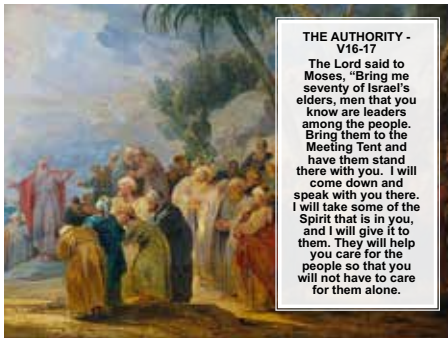 THE AUTHORITY -
V16-17
The Lord said to
Moses, “Bring me
seventy of Israel’s
elders, men that you
know are leaders
among the people.
Bring them to the
Meeting Tent and
have them stand
there with you.  I will
come down and
speak with you there.
I will take some of the
Spirit that is in you,
and I will give it to
them. They will help
you care for the
people so that you
will not have to care
for them alone.